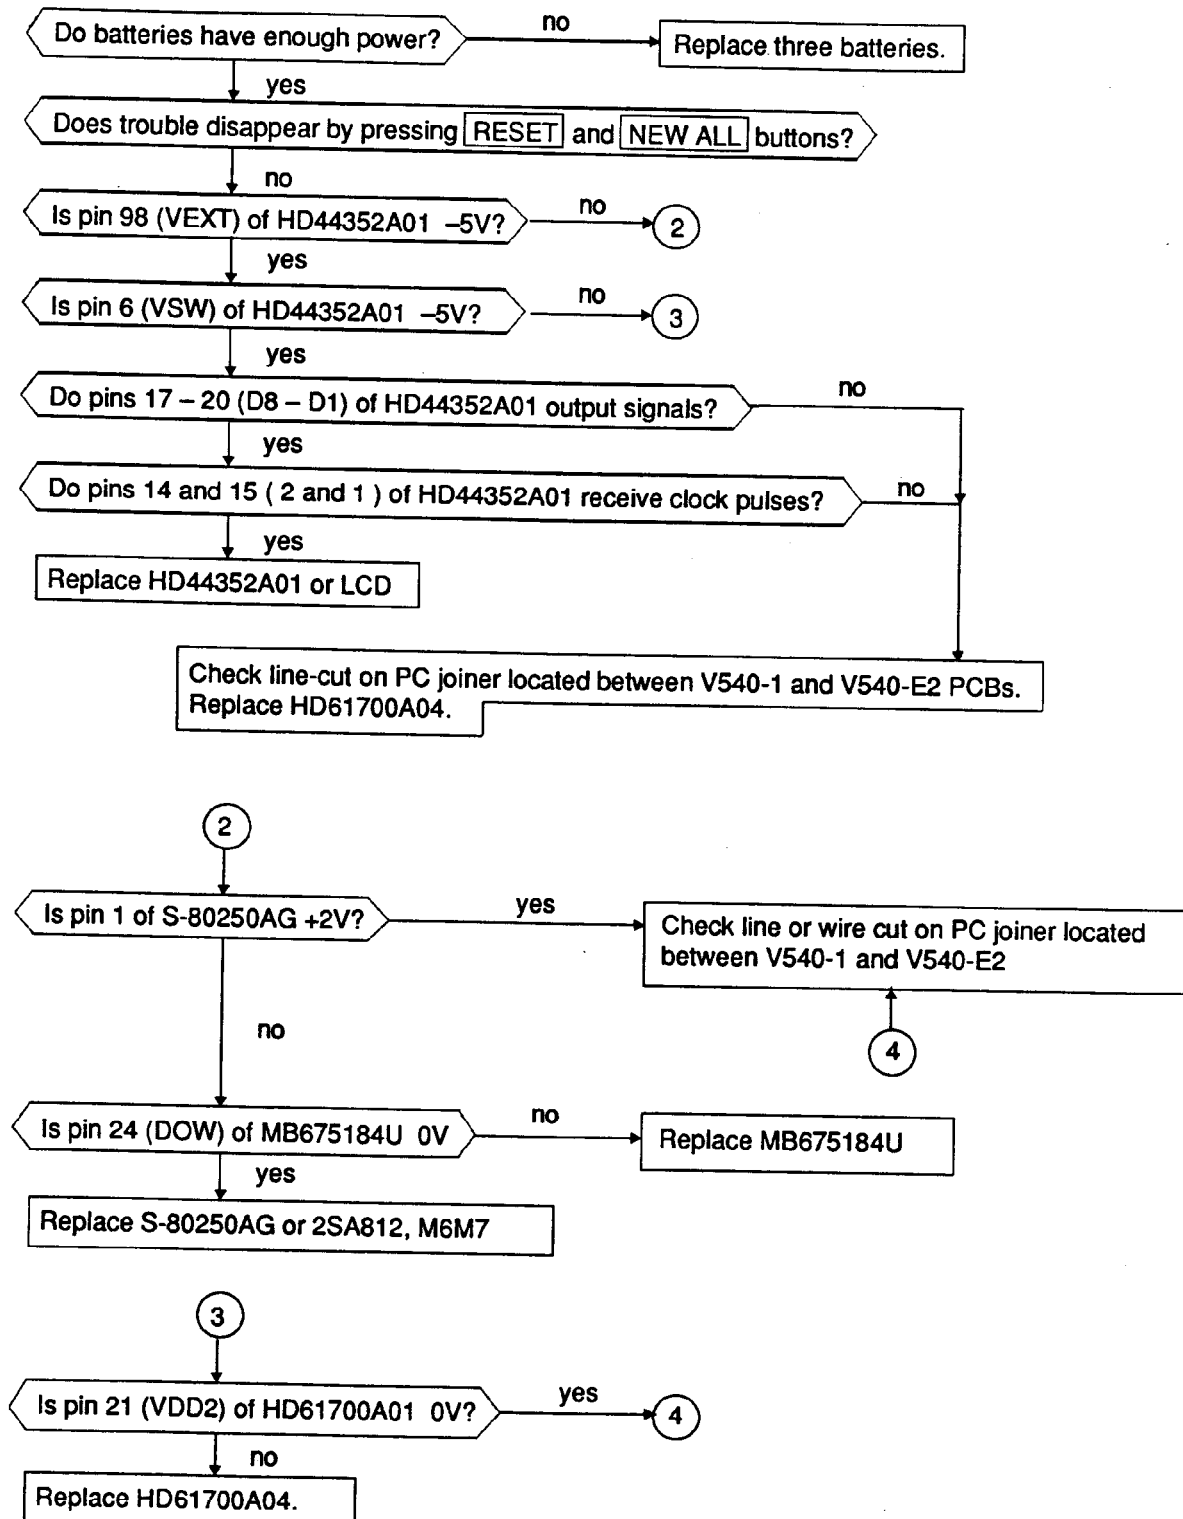 Do batteries have enough power?
no
Replace three batteries.
yes
Does trouble disappear by pressing RESET and NEW ALL buttons?
no
Is pin 98 (VEXT) of HD44352A01 –5V?
no
2
yes
Is pin 6 (VSW) of HD44352A01 –5V?
no
3
yes
Do pins 17 – 20 (D8 – D1) of HD44352A01 output signals?
no
yes
Do pins 14 and 15 ( 2 and 1 ) of HD44352A01 receive clock pulses?
no
yes
Replace HD44352A01 or LCD
Check line-cut on PC joiner located between V540-1 and V540-E2 PCBs.
Replace HD61700A04.
2
Is pin 1 of S-80250AG +2V?
yes
Check line or wire cut on PC joiner located
between V540-1 and V540-E2
no
4
Is pin 24 (DOW) of MB675184U 0V
no
Replace MB675184U
yes
Replace S-80250AG or 2SA812, M6M7
3
Is pin 21 (VDD2) of HD61700A01 0V?
yes
4
no
Replace HD61700A04.